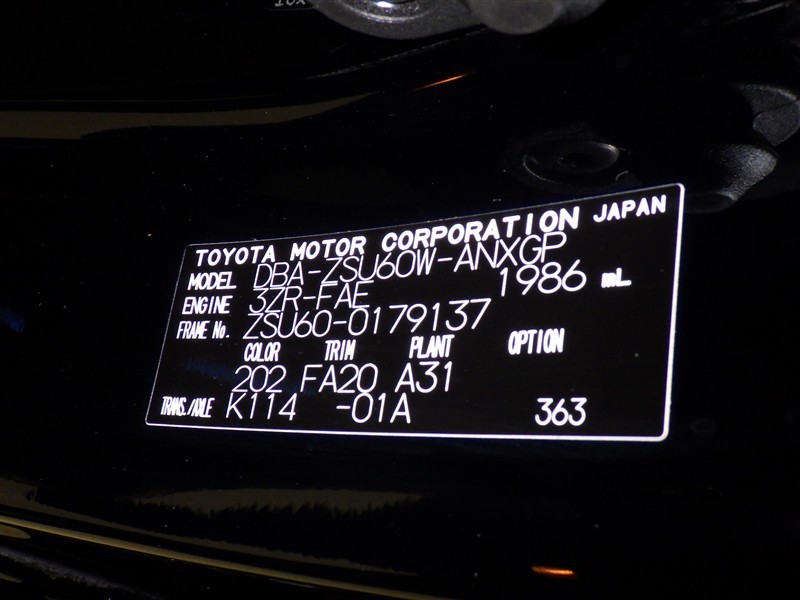 TOYOTA MOTOR CORPORATION JAPAN
MODEL DBA-ZSU60W-ANXGP
ENGINE 3ZR-FAE 1986 mL
FRAME No. ZSU60-0179137
COLOR TRIM PLANT OPTION
202 FA20 A31
TRANS./AXLE K114 -01A 363